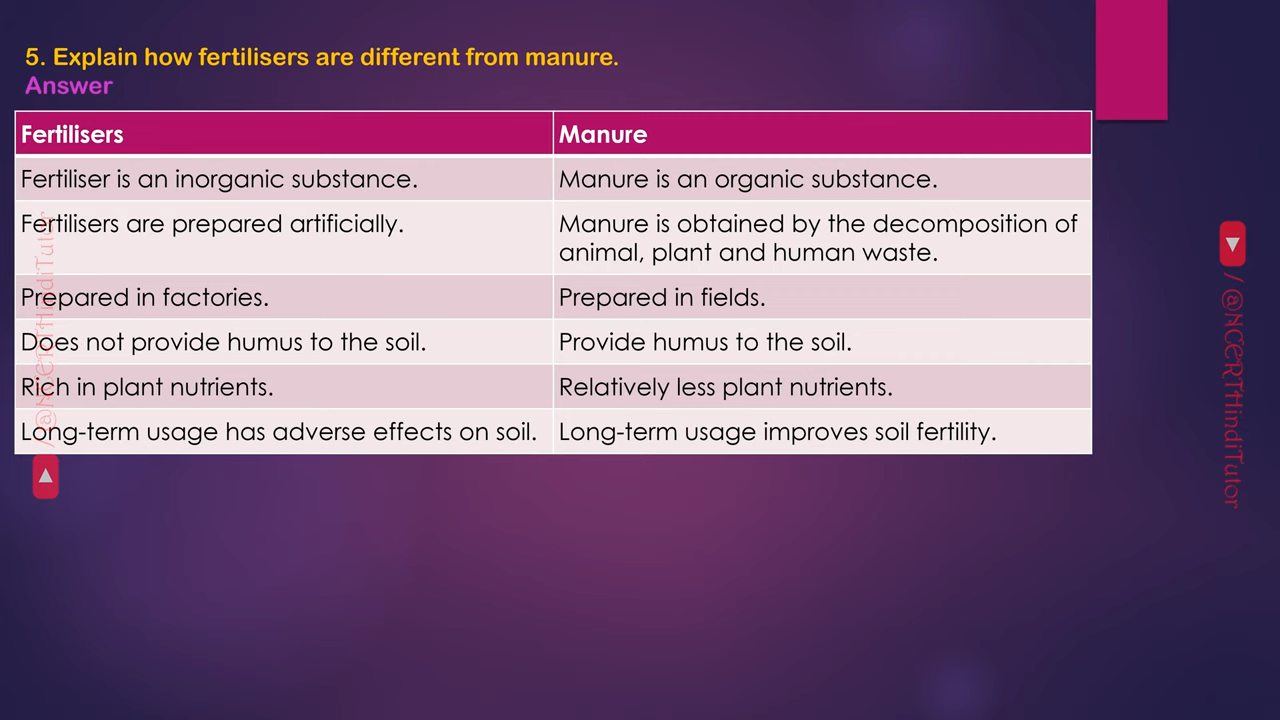 5. Explain how fertilisers are different from manure.
Answer
Fertilisers
Manure
Fertiliser is an inorganic substance.
Manure is an organic substance.
Fertilisers are prepared artificially.
Manure is obtained by the decomposition of
animal, plant and human waste.
Prepared in factories.
Prepared in fields.
Does not provide humus to the soil.
Provide humus to the soil.
Rich in plant nutrients.
Relatively less plant nutrients.
Long-term usage has adverse effects on soil.
Long-term usage improves soil fertility.
/@NCERTHindiTutor
/ @NCERTHindiTutor